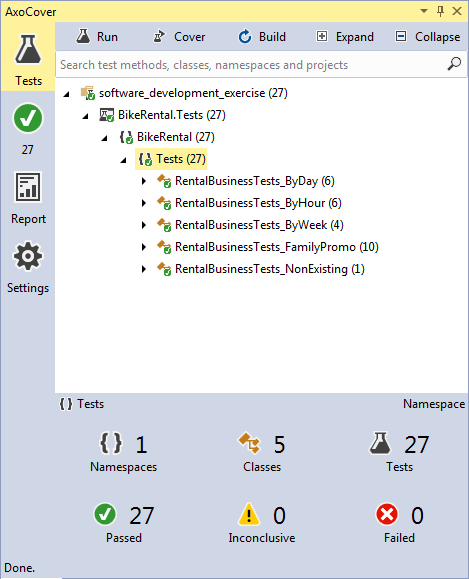 AxoCover
Run Cover Build Expand Collapse
Search test methods, classes, namespaces and projects
Tests
27
Report
Settings
software_development_exercise (27)
BikeRental.Tests (27)
BikeRental (27)
Tests (27)
RentalBusinessTests_ByDay (6)
RentalBusinessTests_ByHour (6)
RentalBusinessTests_ByWeek (4)
RentalBusinessTests_FamilyPromo (10)
RentalBusinessTests_NonExisting (1)
Tests Namespace
1 5 27
Namespaces Classes Tests
27 0 0
Passed Inconclusive Failed
Done.